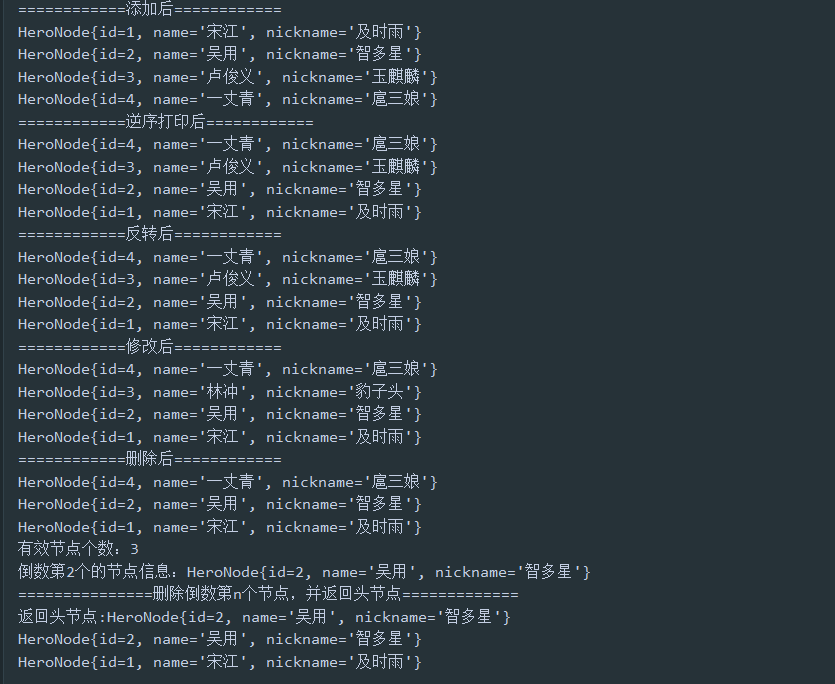 ============添加后============
HeroNode{id=1, name='宋江', nickname='及时雨'}
HeroNode{id=2, name='吴用', nickname='智多星'}
HeroNode{id=3, name='卢俊义', nickname='玉麒麟'}
HeroNode{id=4, name='一丈青', nickname='扈三娘'}
============逆序打印后============
HeroNode{id=4, name='一丈青', nickname='扈三娘'}
HeroNode{id=3, name='卢俊义', nickname='玉麒麟'}
HeroNode{id=2, name='吴用', nickname='智多星'}
HeroNode{id=1, name='宋江', nickname='及时雨'}
============反转后============
HeroNode{id=4, name='一丈青', nickname='扈三娘'}
HeroNode{id=3, name='卢俊义', nickname='玉麒麟'}
HeroNode{id=2, name='吴用', nickname='智多星'}
HeroNode{id=1, name='宋江', nickname='及时雨'}
============修改后============
HeroNode{id=4, name='一丈青', nickname='扈三娘'}
HeroNode{id=3, name='林冲', nickname='豹子头'}
HeroNode{id=2, name='吴用', nickname='智多星'}
HeroNode{id=1, name='宋江', nickname='及时雨'}
============删除后============
HeroNode{id=4, name='一丈青', nickname='扈三娘'}
HeroNode{id=2, name='吴用', nickname='智多星'}
HeroNode{id=1, name='宋江', nickname='及时雨'}
有效节点个数：3
倒数第2个的节点信息：HeroNode{id=2, name='吴用', nickname='智多星'}
===============删除倒数第n个节点，并返回头节点=============
返回头节点:HeroNode{id=2, name='吴用', nickname='智多星'}
HeroNode{id=2, name='吴用', nickname='智多星'}
HeroNode{id=1, name='宋江', nickname='及时雨'}